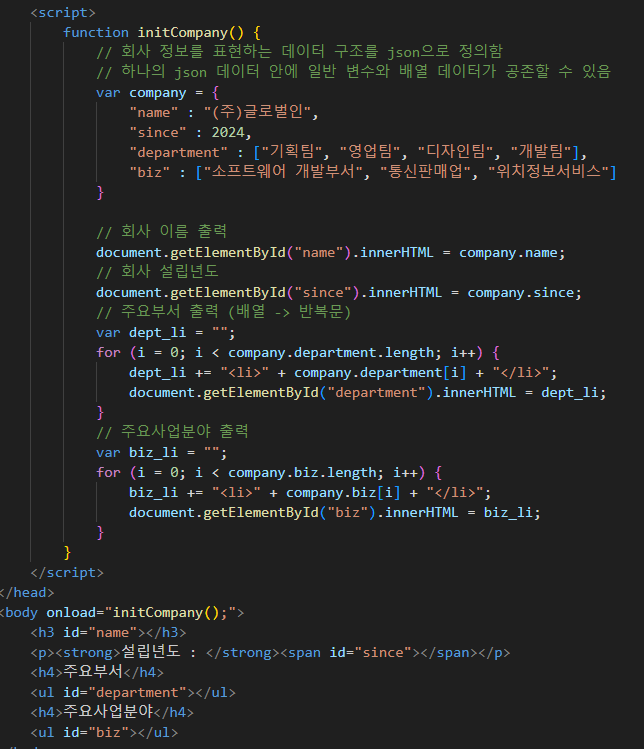 <script>
function initCompany() {
// 회사 정보를 표현하는 데이터 구조를 json으로 정의함
// 하나의 json 데이터 안에 일반 변수와 배열 데이터가 공존할 수 있음
var company = {
"name" : "(주)글로벌인",
"since" : 2024,
"department" : ["기획팀", "영업팀", "디자인팀", "개발팀"],
"biz" : ["소프트웨어 개발부서", "통신판매업", "위치정보서비스"]
}
// 회사 이름 출력
document.getElementById("name").innerHTML = company.name;
// 회사 설립년도
document.getElementById("since").innerHTML = company.since;
// 주요부서 출력 (배열 -> 반복문)
var dept_li = "";
for (i = 0; i < company.department.length; i++) {
dept_li += "<li>" + company.department[i] + "</li>";
document.getElementById("department").innerHTML = dept_li;
}
// 주요사업분야 출력
var biz_li = "";
for (i = 0; i < company.biz.length; i++) {
biz_li += "<li>" + company.biz[i] + "</li>";
document.getElementById("biz").innerHTML = biz_li;
}
}
</script>
</head>
<body onload="initCompany();">
<h3 id="name"></h3>
<p><strong>설립년도 : </strong><span id="since"></span></p>
<h4>주요부서</h4>
<ul id="department"></ul>
<h4>주요사업분야</h4>
<ul id="biz"></ul>